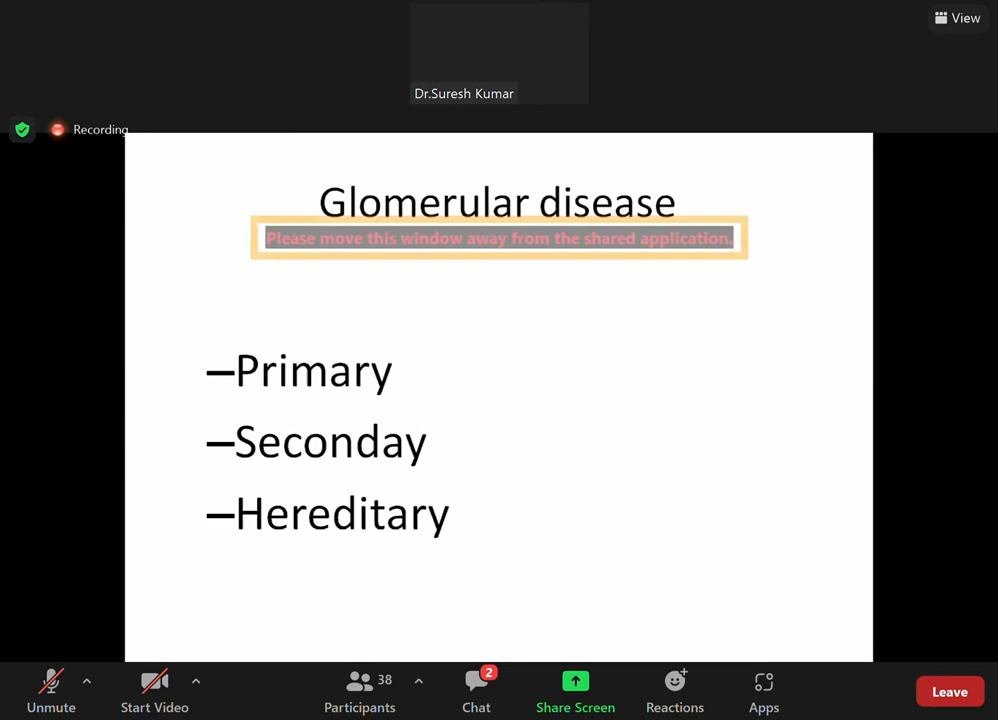 View
Dr.Suresh Kumar
Recording
Glomerular disease
Please move this window away from the shared application.
–Primary
–Seconday
–Hereditary
Unmute
Start Video
38
Participants
2
Chat
Share Screen
Reactions
Apps
Leave